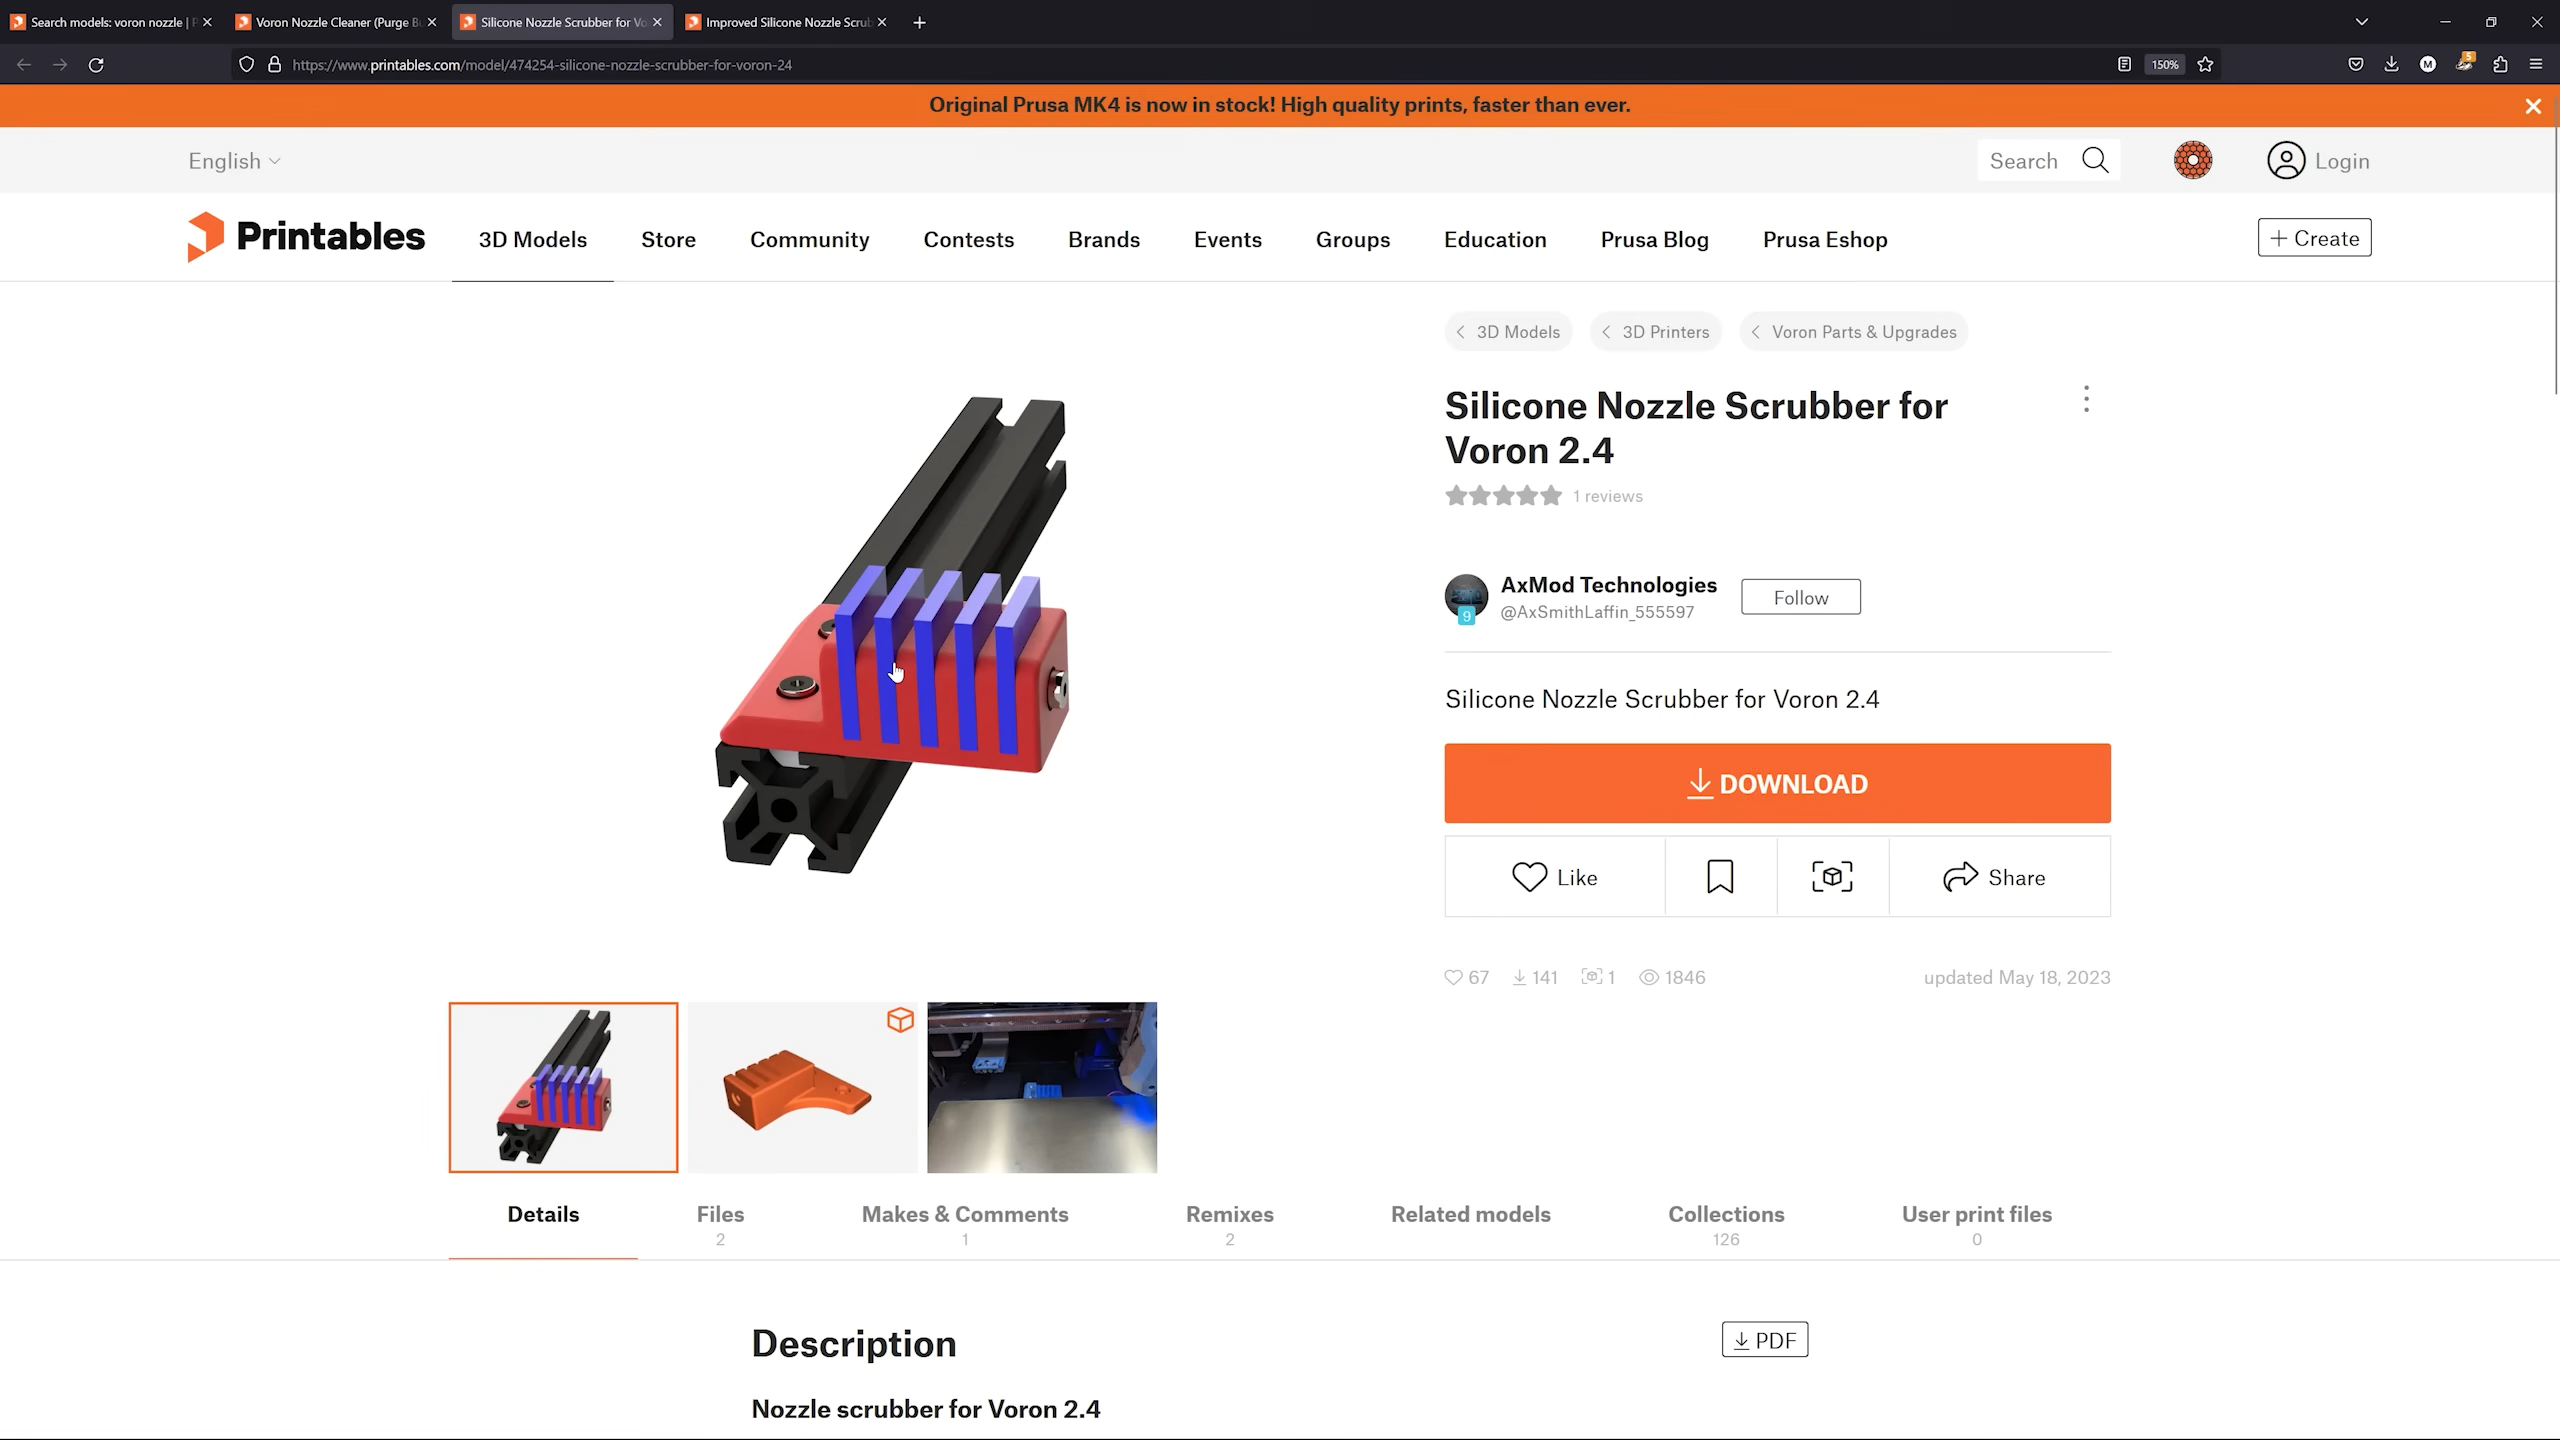 Search models: voron nozzle | P
Voron Nozzle Cleaner (Purge Bu
Silicone Nozzle Scrubber for Vo
Improved Silicone Nozzle Scrub
https://www.printables.com/model/474254-silicone-nozzle-scrubber-for-voron-24
150%
M
5
Original Prusa MK4 is now in stock! High quality prints, faster than ever.
English
Search
Login
Printables
3D Models
Store
Community
Contests
Brands
Events
Groups
Education
Prusa Blog
Prusa Eshop
+ Create
3D Models
3D Printers
Voron Parts & Upgrades
Silicone Nozzle Scrubber for
Voron 2.4
1 reviews
AxMod Technologies
@AxSmithLaffin_555597
9
Follow
Silicone Nozzle Scrubber for Voron 2.4
DOWNLOAD
Like
Share
67
141
1
1846
updated May 18, 2023
Details
Files
2
Makes & Comments
1
Remixes
2
Related models
Collections
126
User print files
0
Description
PDF
Nozzle scrubber for Voron 2.4